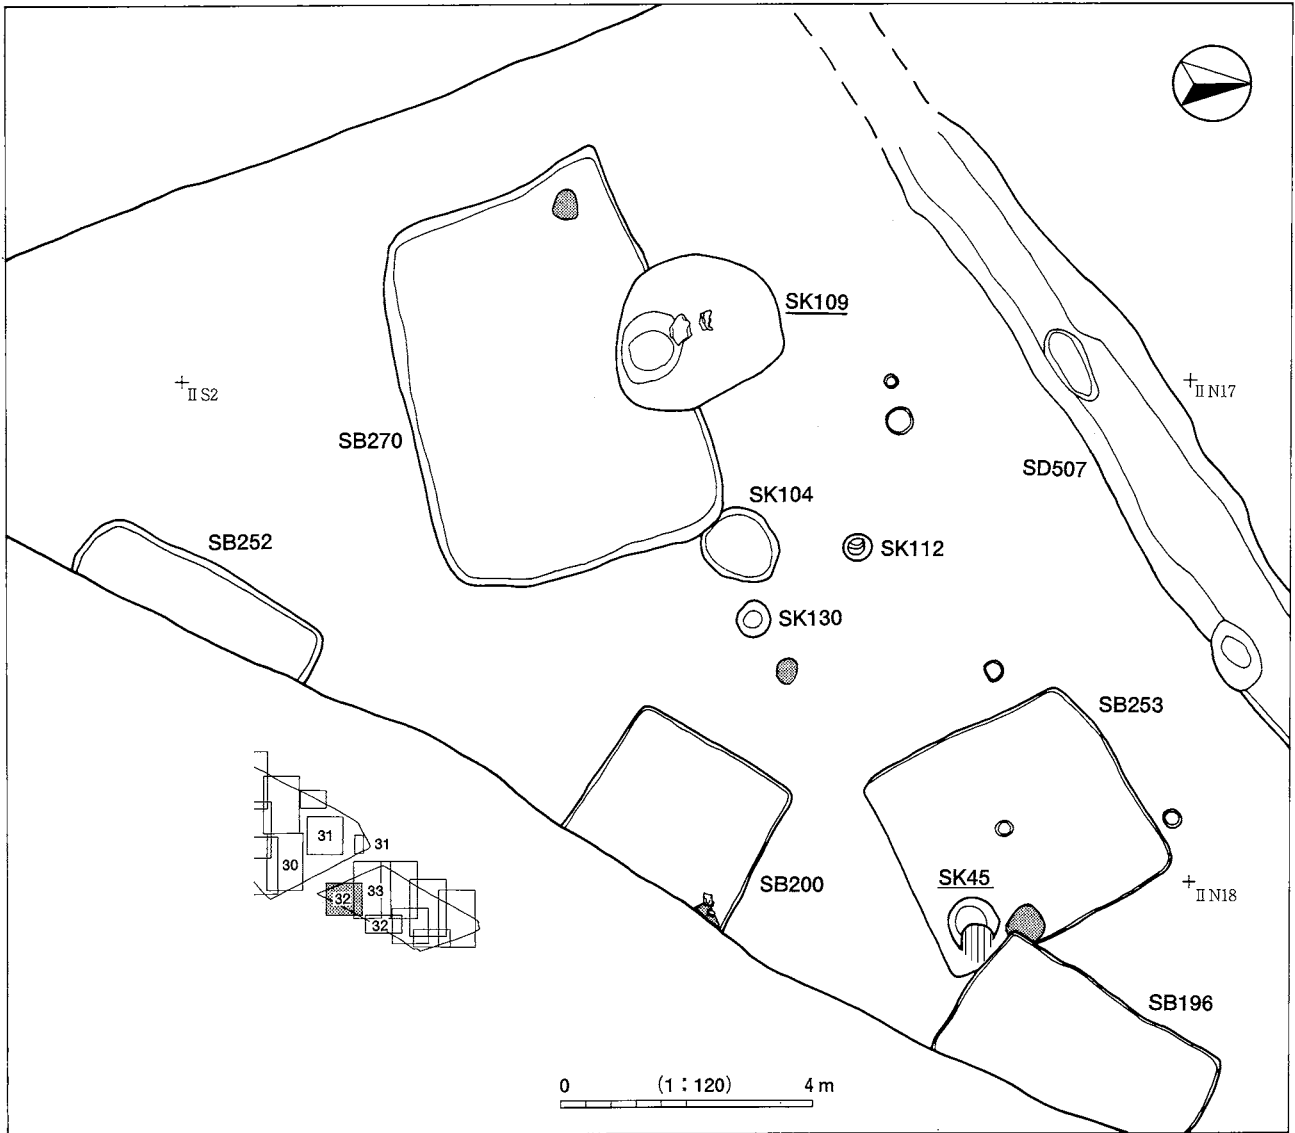 SK109
II S2
II N17
SB270
SD507
SK104
SB252
SK112
SK130
SB253
31
31
30
SB200
SK45
33
32
II N18
32
SB196
0 (1：120) 4 m